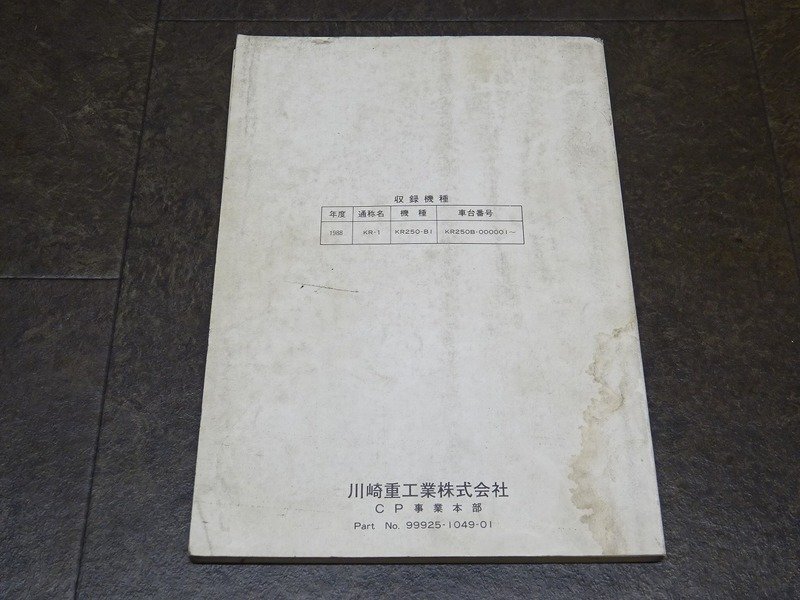 収録機種
年度 通称名 機種 車台番号
1988 KR-1 KR250-B1 KR250B-000001〜
川崎重工業株式会社
CP事業本部
Part No. 99925-1049-01